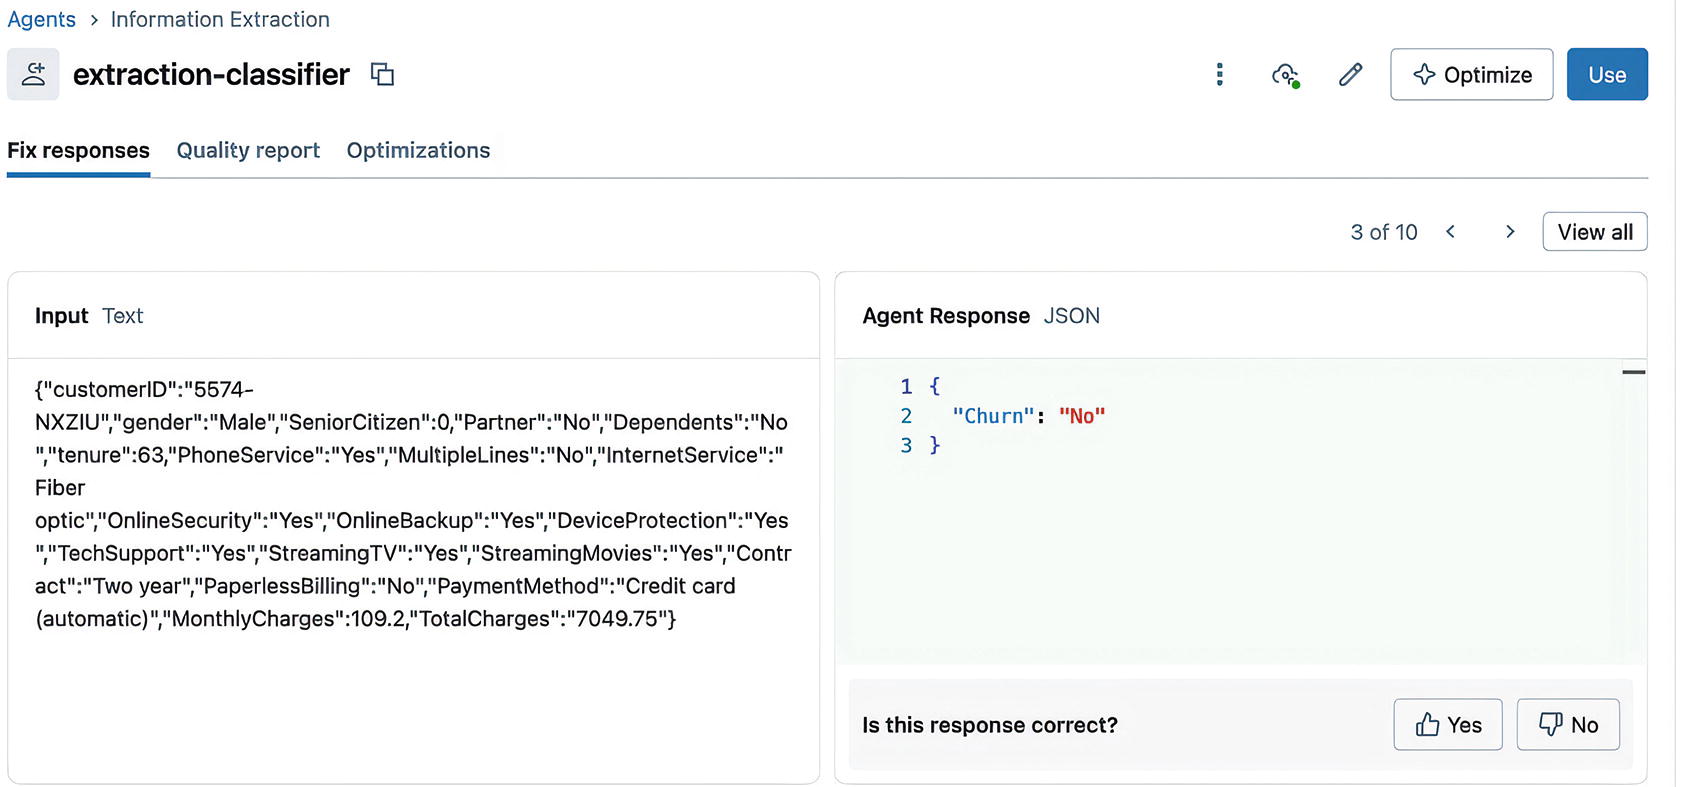 Agents > Information Extraction
extraction-classifier
Optimize
Use
Fix responses
Quality report
Optimizations
3 of 10
View all
Input Text
{"customerID":"5574-
NXZIU","gender":"Male","SeniorCitizen":0,"Partner":"No","Dependents":"No
","tenure":63,"PhoneService":"Yes","MultipleLines":"No","InternetService":"
Fiber
optic","OnlineSecurity":"Yes","OnlineBackup":"Yes","DeviceProtection":"Yes
","TechSupport":"Yes","StreamingTV":"Yes","StreamingMovies":"Yes","Contr
act":"Two year","PaperlessBilling":"No","PaymentMethod":"Credit card
(automatic)","MonthlyCharges":109.2,"TotalCharges":"7049.75"}
Agent Response JSON
1 {
2 "Churn": "No"
3 }
Is this response correct?
Yes
No